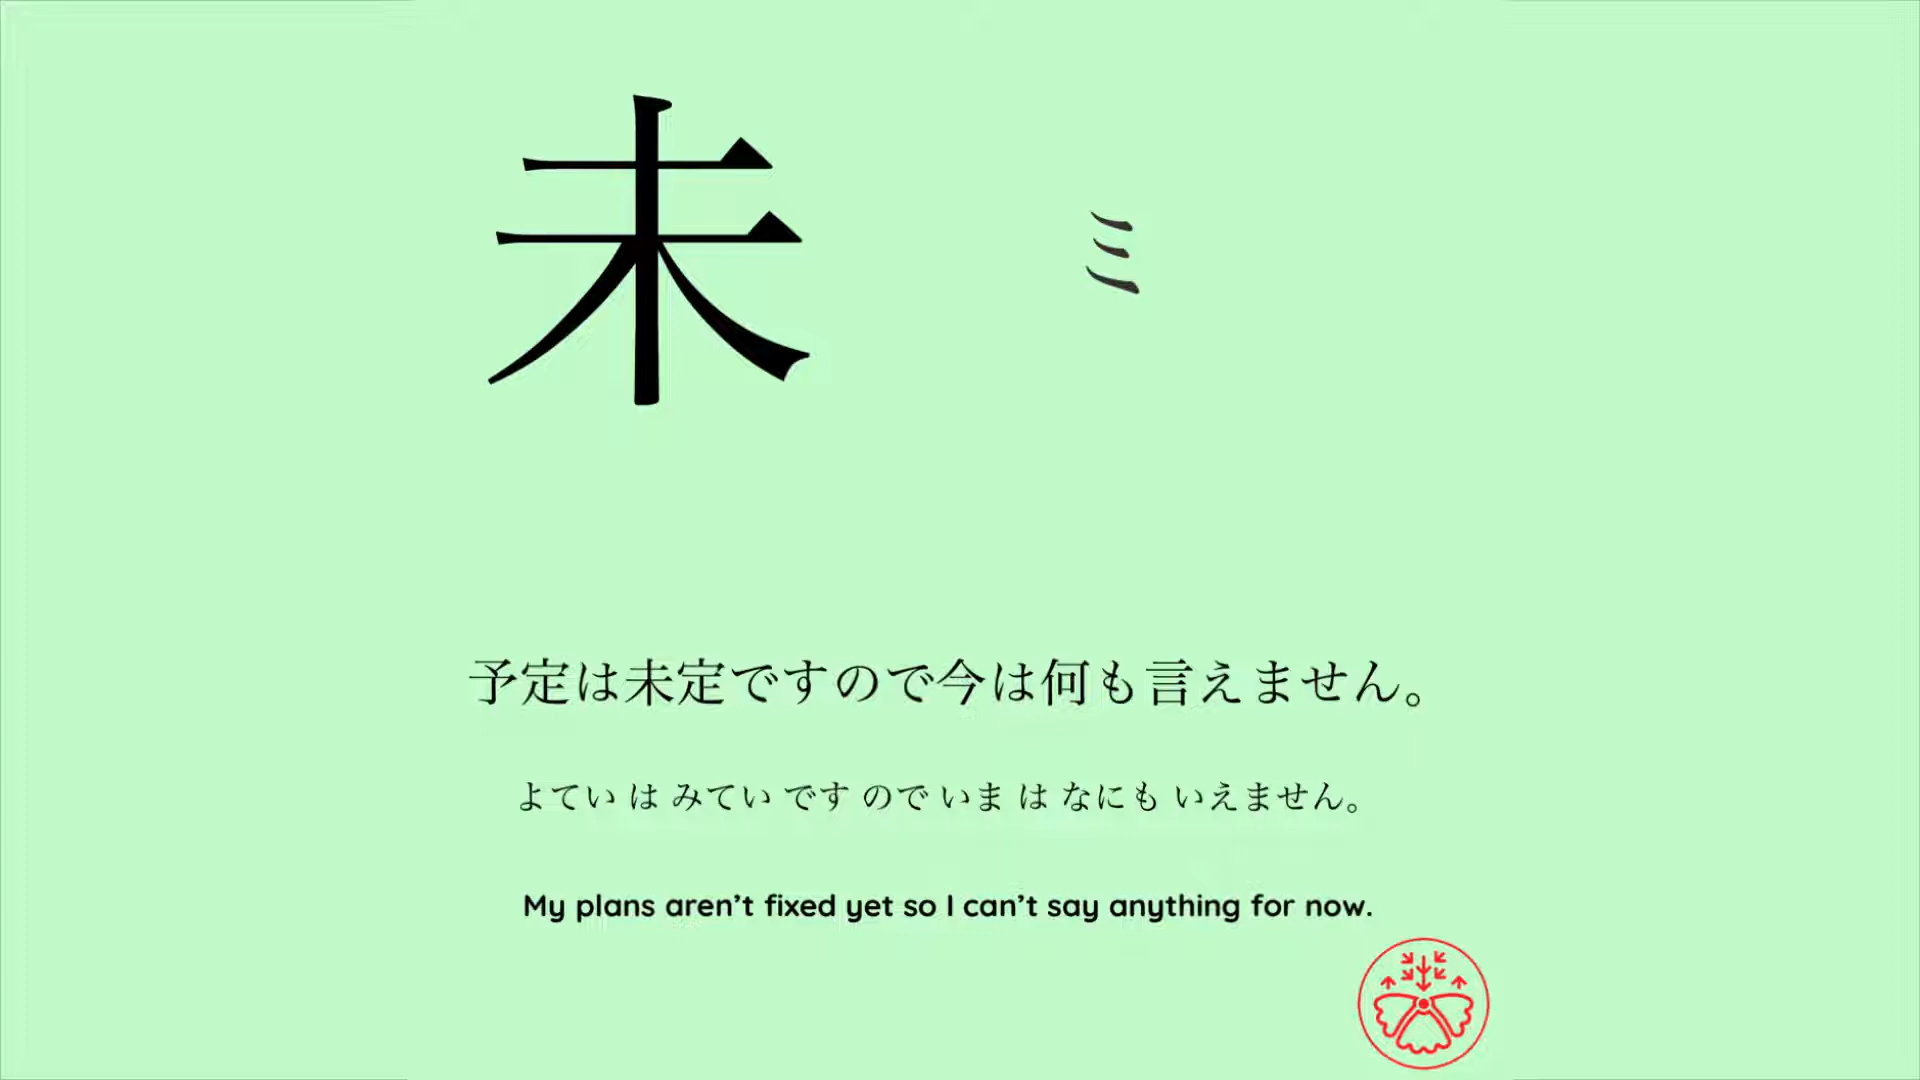 未
ミ
予定は未定ですので今は何も言えません。
よてい は みてい です ので いま は なにも いえません。
My plans aren’t fixed yet so I can’t say anything for now.